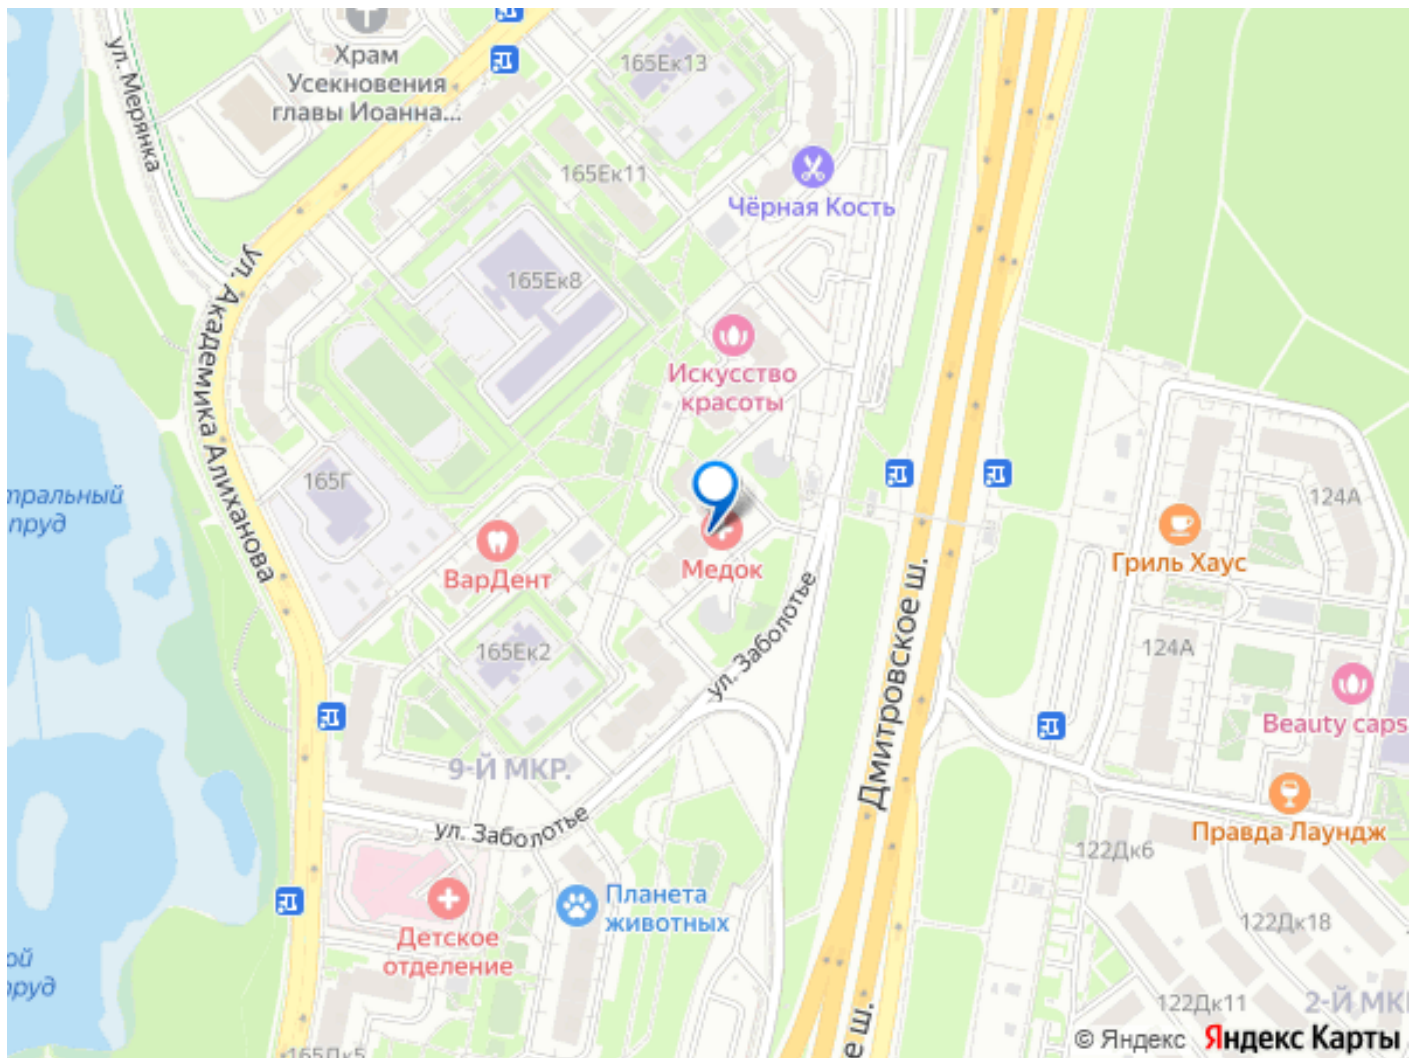 ул. Мерянка
Храм
Усекновения
главы Иоанна...
165Ек13
165Ек11
Чёрная Кость
ул. Академика Алиханова
165Ек8
Искусство
красоты
165Г
тральный
пруд
124А
Гриль Хаус
ВарДент
Медок
ул. Заболотье
Дмитровское ш.
165Ек2
124А
Beauty caps
9-Й МКР.
ул. Заболотье
Правда Лаундж
122Дк6
Планета
животных
122Дк18
Детское
отделение
ой
пруд
122Дк11
2-Й МКР
е ш.
165Дк5
© Яндекс Яндекс Карты